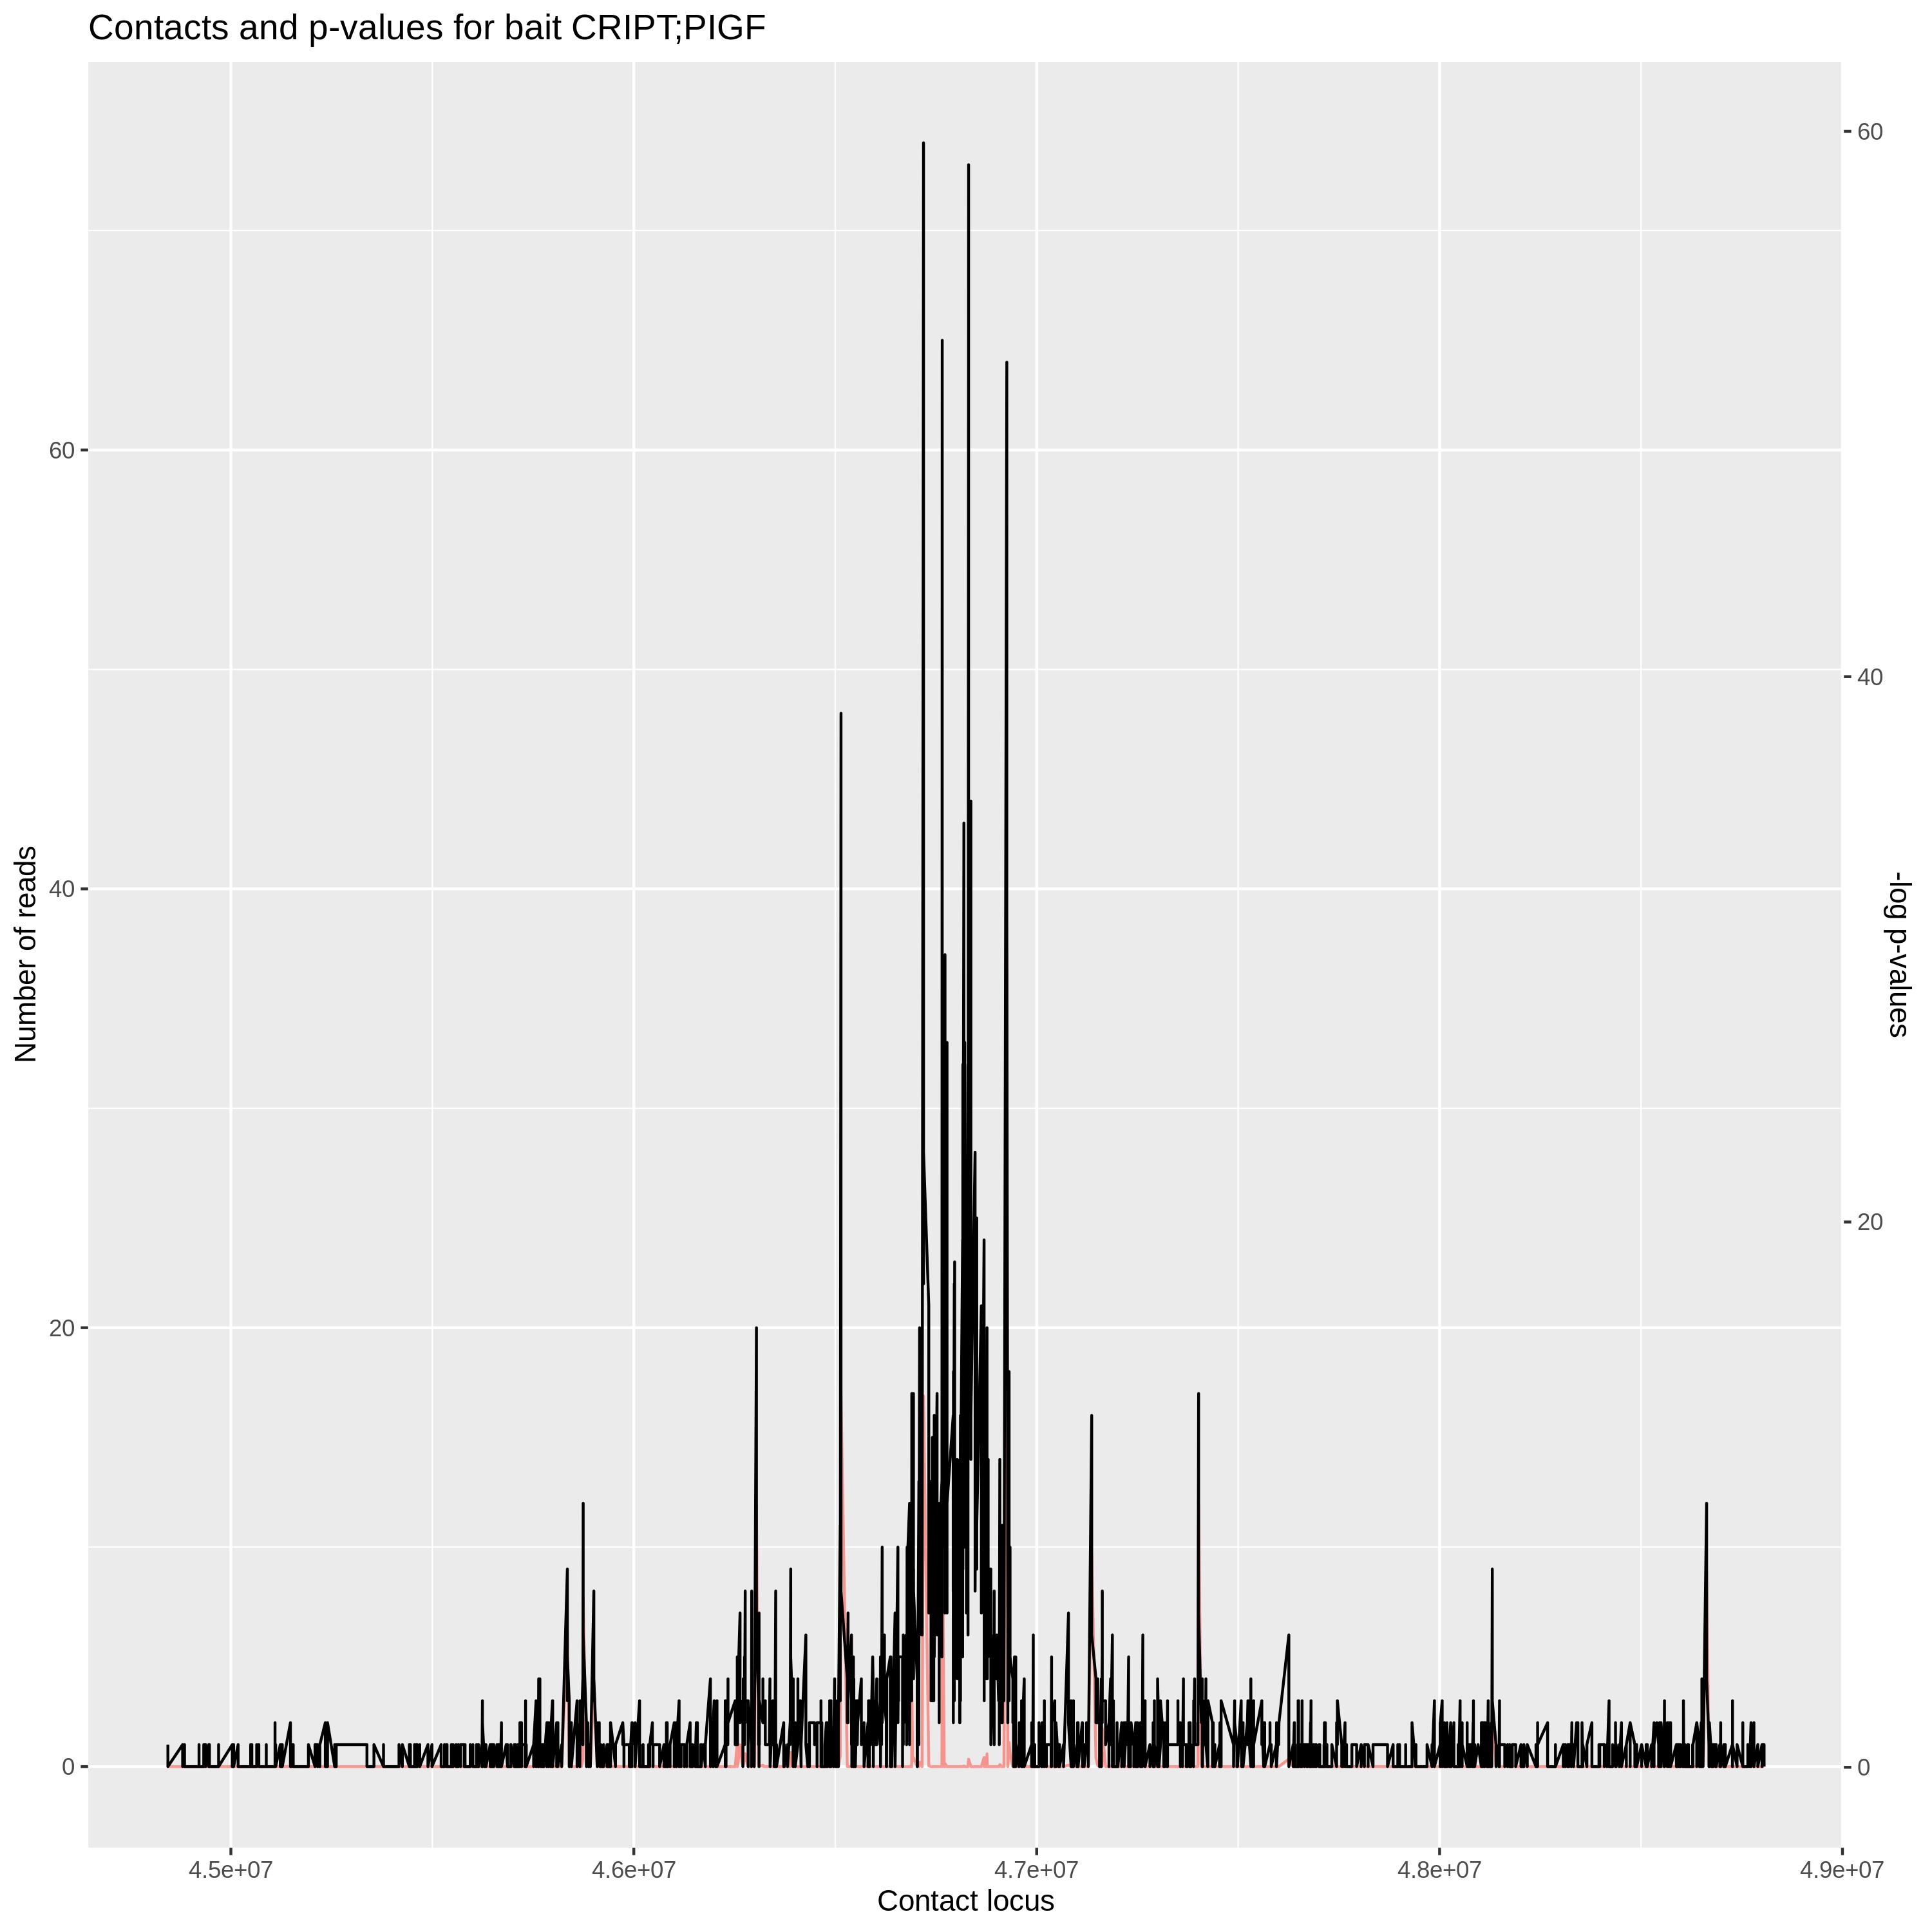 Contacts and p-values for bait CRIPT;PIGF
60
40
20
0
Number of reads
60
40
20
0
-log p-values
4.5e+07
4.6e+07
4.7e+07
4.8e+07
4.9e+07
Contact locus